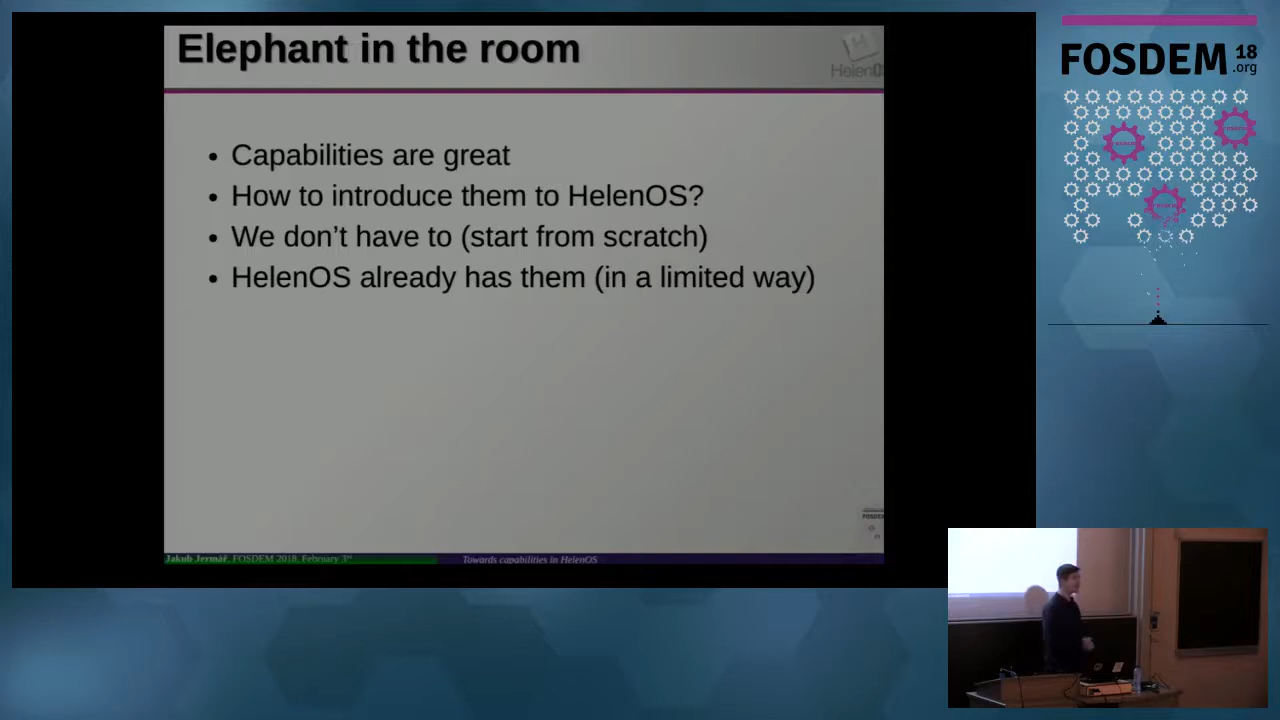 Elephant in the room
HelenOS
• Capabilities are great
• How to introduce them to HelenOS?
• We don’t have to (start from scratch)
• HelenOS already has them (in a limited way)
FOSDEM
Jakub Jermář, FOSDEM 2018, February 3rd
Towards capabilities in HelenOS
FOSDEM 18
.org